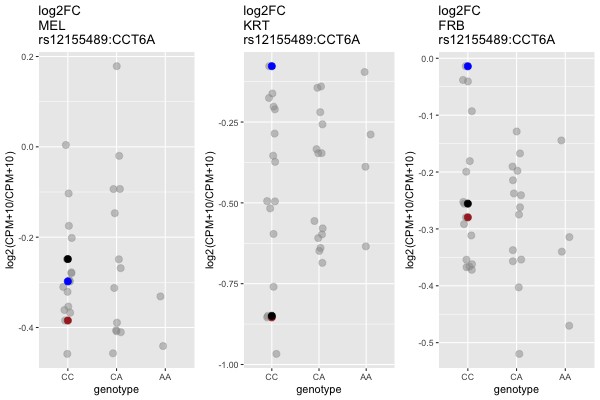 log2FC
MEL
rs12155489:CCT6A
0.2
0.0
-0.2
-0.4
log2(CPM+10/CPM+10)
CC
CA
AA
genotype
log2FC
KRT
rs12155489:CCT6A
-0.25
-0.50
-0.75
-1.00
log2(CPM+10/CPM+10)
CC
CA
AA
genotype
log2FC
FRB
rs12155489:CCT6A
0.0
-0.1
-0.2
-0.3
-0.4
-0.5
log2(CPM+10/CPM+10)
CC
CA
AA
genotype